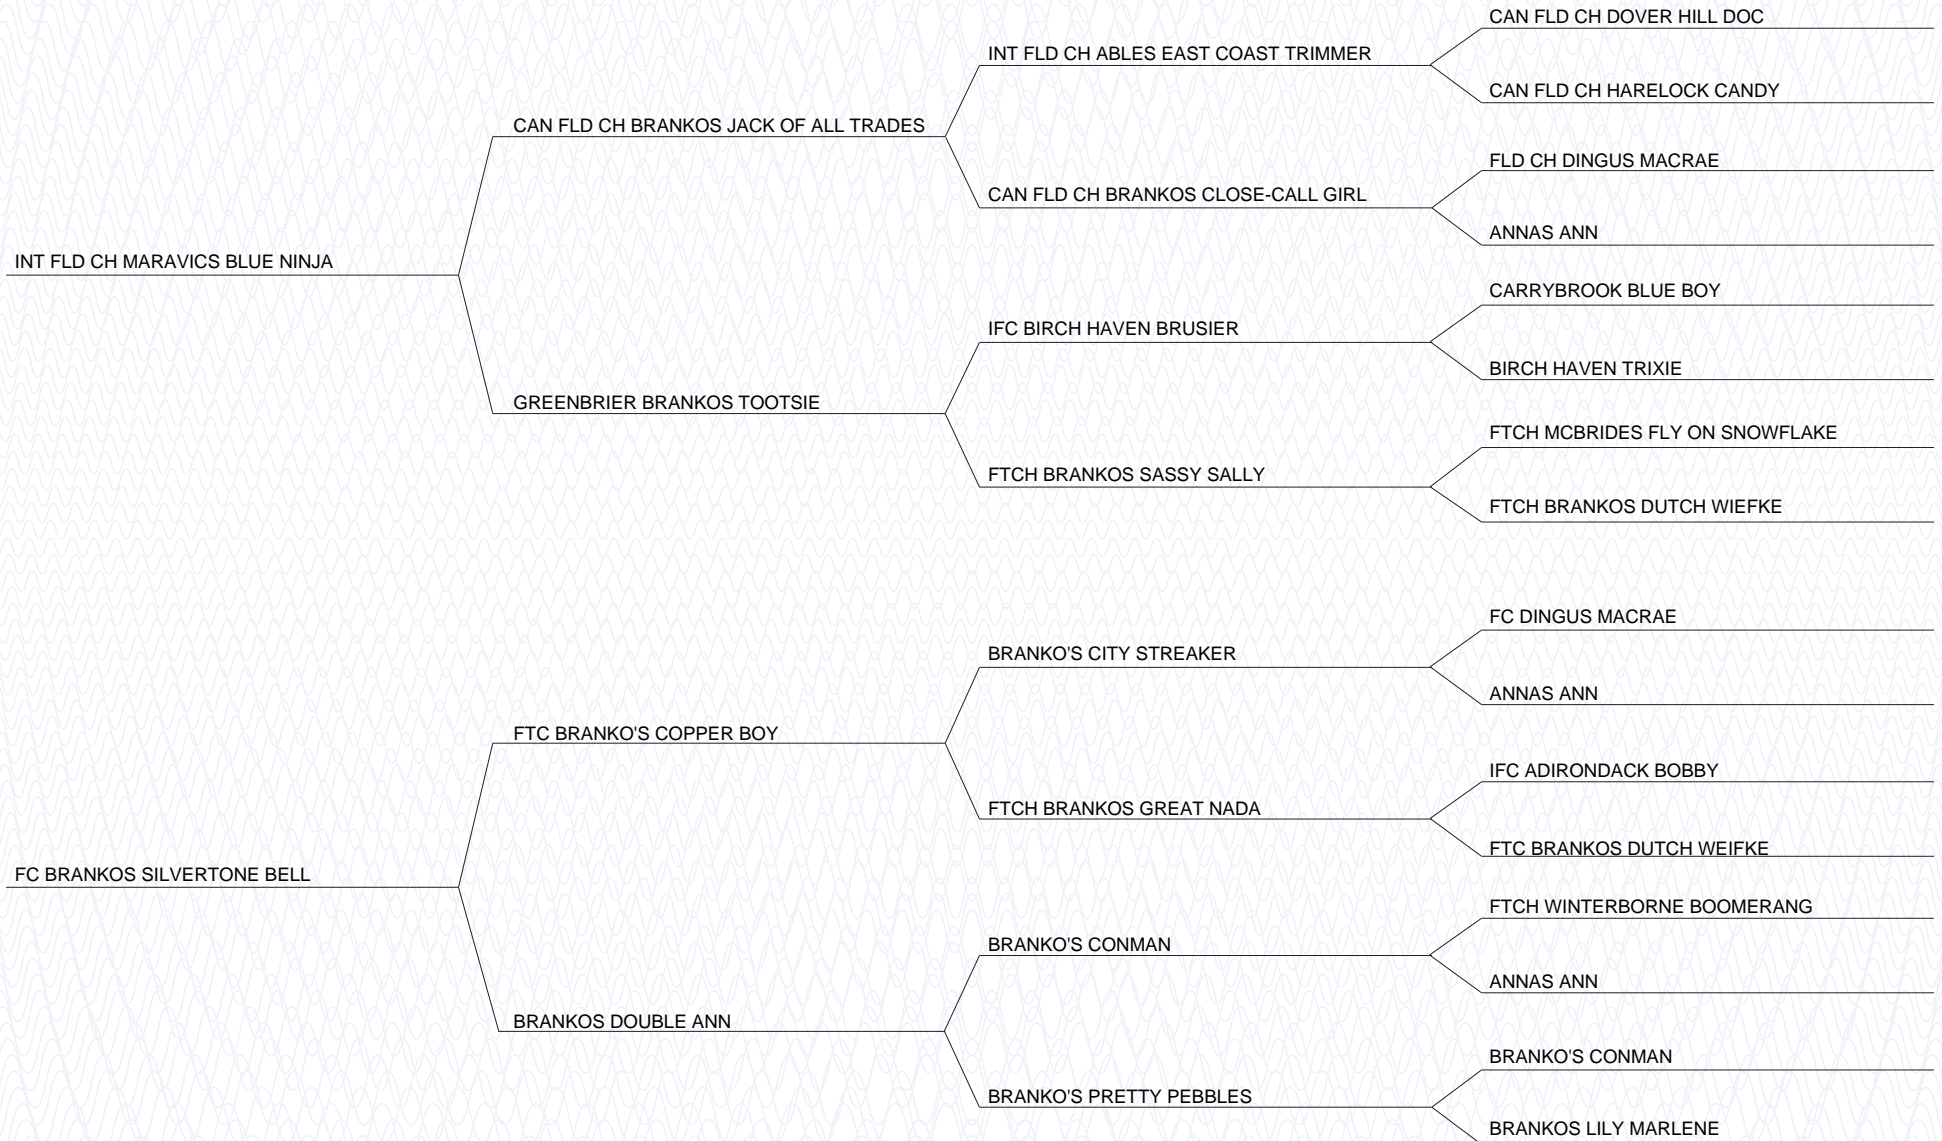 CAN FLD CH DOVER HILL DOC
INT FLD CH ABLES EAST COAST TRIMMER
CAN FLD CH HARELOCK CANDY
CAN FLD CH BRANKOS JACK OF ALL TRADES
FLD CH DINGUS MACRAE
CAN FLD CH BRANKOS CLOSE-CALL GIRL
ANNAS ANN
INT FLD CH MARAVICS BLUE NINJA
CARRYBROOK BLUE BOY
IFC BIRCH HAVEN BRUSIER
BIRCH HAVEN TRIXIE
GREENBRIER BRANKOS TOOTSIE
FTCH MCBRIDES FLY ON SNOWFLAKE
FTCH BRANKOS SASSY SALLY
FTCH BRANKOS DUTCH WIEFKE
FC DINGUS MACRAE
BRANKO'S CITY STREAKER
ANNAS ANN
FTC BRANKO'S COPPER BOY
IFC ADIRONDACK BOBBY
FTCH BRANKOS GREAT NADA
FTC BRANKOS DUTCH WEIFKE
FC BRANKOS SILVERTONE BELL
FTCH WINTERBORNE BOOMERANG
BRANKO'S CONMAN
ANNAS ANN
BRANKOS DOUBLE ANN
BRANKO'S CONMAN
BRANKO'S PRETTY PEBBLES
BRANKOS LILY MARLENE